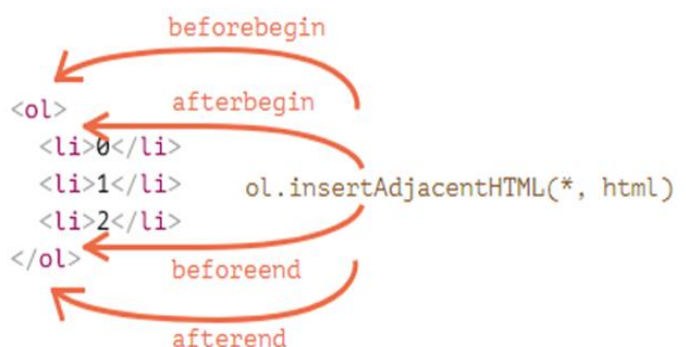 beforebegin
<ol>
afterbegin
<li>0</li>
<li>1</li>
ol.insertAdjacentHTML(*, html)
<li>2</li>
</ol>
beforeend
afterend